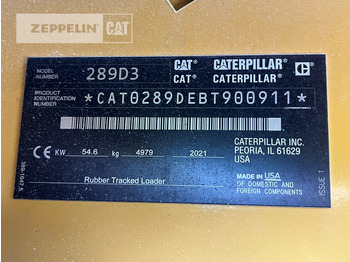 ZEPPELIN CAT
MODEL NUMBER 289D3 CAT CATERPILLAR
CAT CATERPILLAR
PRODUCT IDENTIFICATION NUMBER *CAT0289DEBT900911*
CATERPILLAR INC.
PEORIA, IL 61629
USA
CE KW 54.6 kg 4979 2021
Rubber Tracked Loader
MADE IN USA
OF DOMESTIC AND
FOREIGN COMPONENTS
ISSUE 1